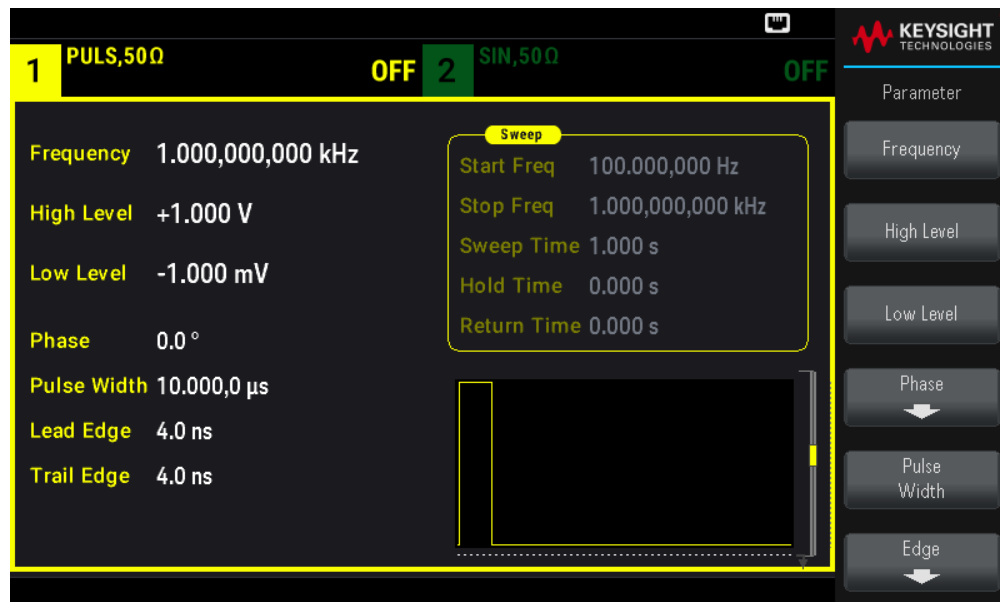 KEYSIGHT
TECHNOLOGIES
1 PULS,50Ω OFF 2 SIN,50Ω OFF
Parameter
Frequency 1.000,000,000 kHz
High Level +1.000 V
Low Level -1.000 mV
Phase 0.0 °
Pulse Width 10.000,0 µs
Lead Edge 4.0 ns
Trail Edge 4.0 ns
Sweep
Start Freq 100.000,000 Hz
Stop Freq 1.000,000,000 kHz
Sweep Time 1.000 s
Hold Time 0.000 s
Return Time 0.000 s
Frequency
High Level
Low Level
Phase
Pulse
Width
Edge